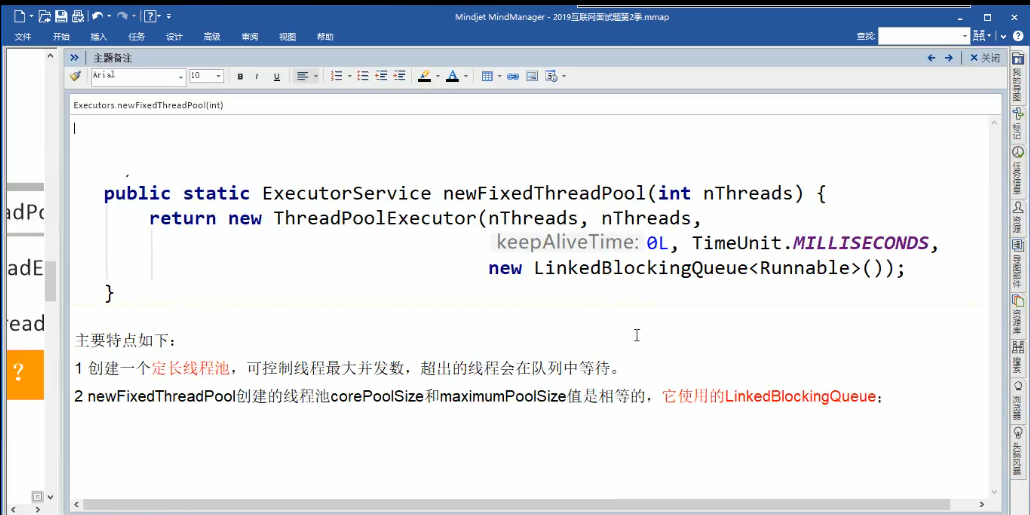 Mindjet MindManager - 2019互联网面试题第2季.mmap
文件 开始 插入 任务 设计 高级 审阅 视图 帮助
查找:
主题备注
关闭
Arial 10 B I U
Executors.newFixedThreadPool(int)
public static ExecutorService newFixedThreadPool(int nThreads) {
return new ThreadPoolExecutor(nThreads, nThreads,
keepAliveTime: 0L, TimeUnit.MILLISECONDS,
new LinkedBlockingQueue<Runnable>());
}
主要特点如下:
1 创建一个定长线程池，可控制线程最大并发数，超出的线程会在队列中等待。
2 newFixedThreadPool创建的线程池corePoolSize和maximumPoolSize值是相等的，它使用的LinkedBlockingQueue；
adPo
adE
read
?
我的导图
标记
任务信息
资源
导图部件
资源库
搜索
浏览器
头脑风暴